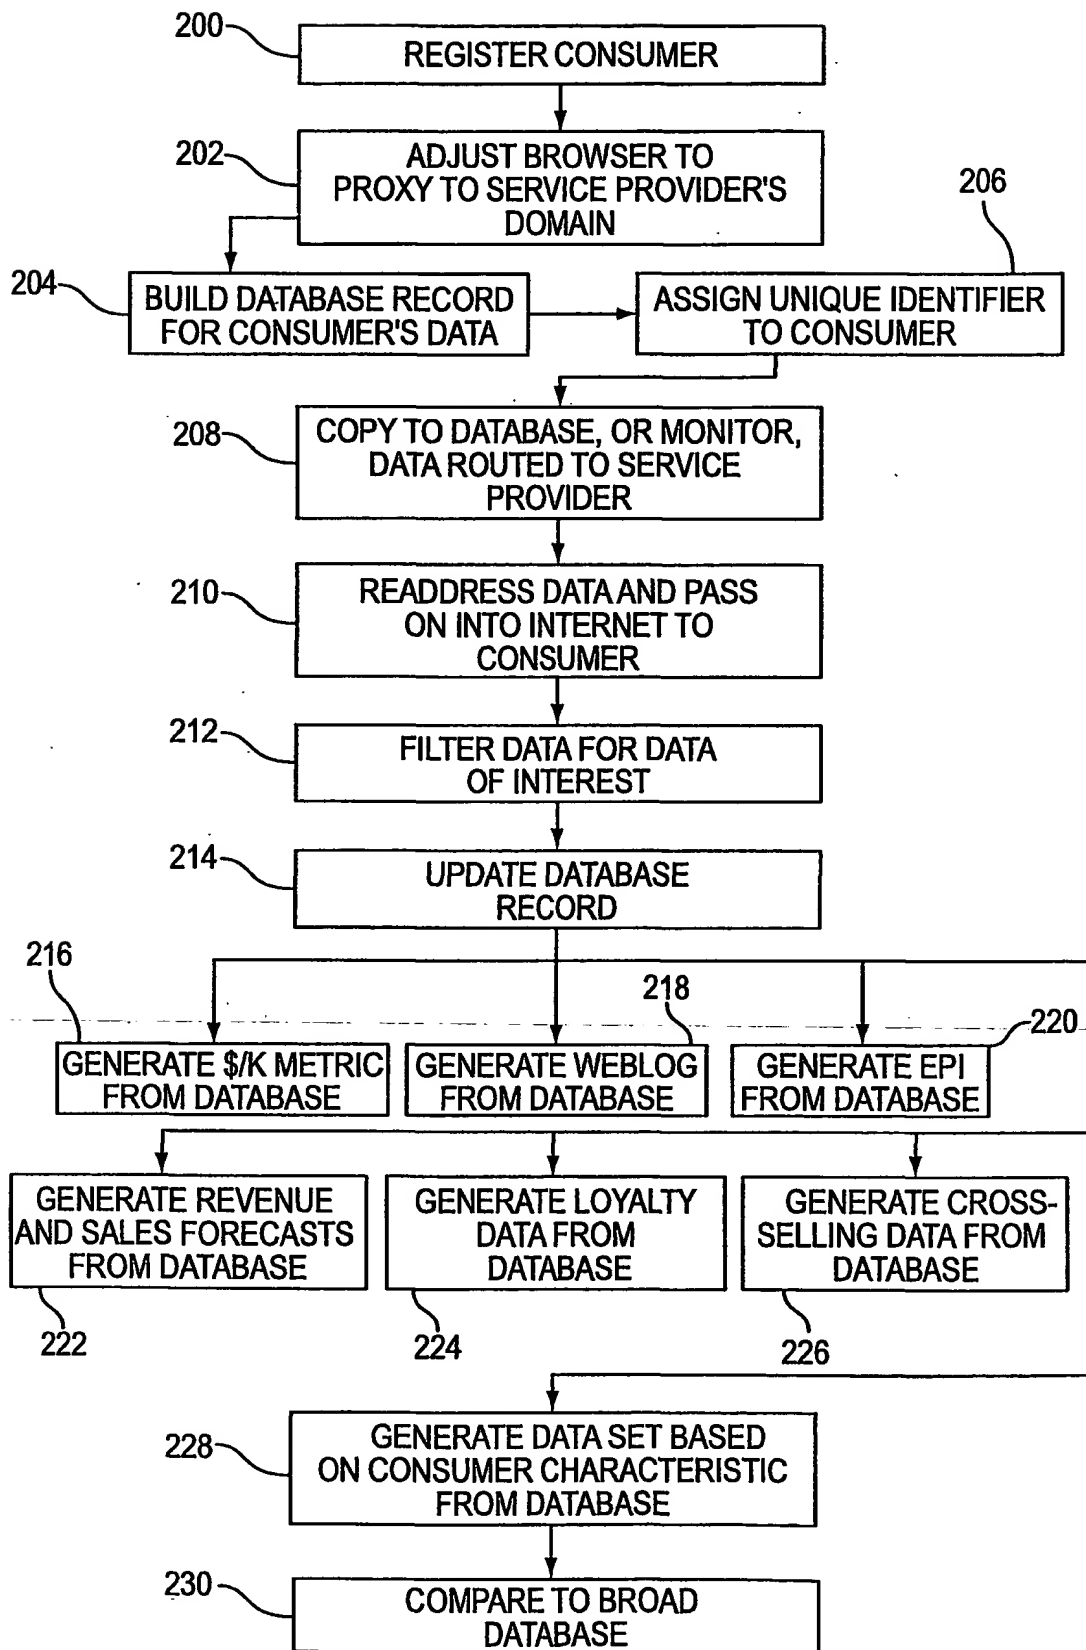 200
REGISTER CONSUMER
202
ADJUST BROWSER TO
PROXY TO SERVICE PROVIDER'S
DOMAIN
206
204
BUILD DATABASE RECORD
FOR CONSUMER'S DATA
ASSIGN UNIQUE IDENTIFIER
TO CONSUMER
208
COPY TO DATABASE, OR MONITOR,
DATA ROUTED TO SERVICE
PROVIDER
210
READDRESS DATA AND PASS
ON INTO INTERNET TO
CONSUMER
212
FILTER DATA FOR DATA
OF INTEREST
214
UPDATE DATABASE
RECORD
216
218
220
GENERATE $/K METRIC
FROM DATABASE
GENERATE WEBLOG
FROM DATABASE
GENERATE EPI
FROM DATABASE
GENERATE REVENUE
AND SALES FORECASTS
FROM DATABASE
GENERATE LOYALTY
DATA FROM
DATABASE
GENERATE CROSS-
SELLING DATA FROM
DATABASE
222
224
226
228
GENERATE DATA SET BASED
ON CONSUMER CHARACTERISTIC
FROM DATABASE
230
COMPARE TO BROAD
DATABASE